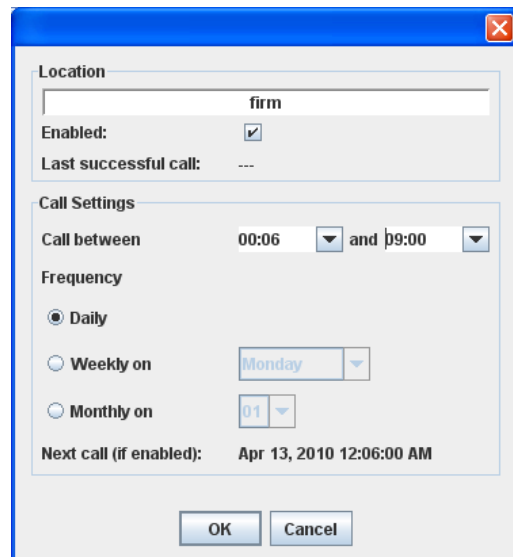 Location
firm
Enabled:
Last successful call: ---
Call Settings
Call between 00:06 and 09:00
Frequency
Daily
Weekly on Monday
Monthly on 01
Next call (if enabled): Apr 13, 2010 12:06:00 AM
OK Cancel